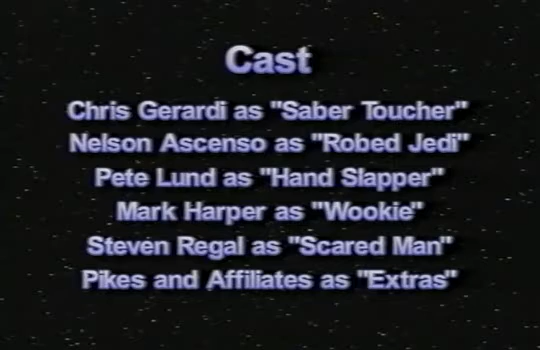 Cast
Chris Gerardi as "Saber Toucher"
Nelson Ascenso as "Robed Jedi"
Pete Lund as "Hand Slapper"
Mark Harper as "Wookie"
Steven Regal as "Scared Man"
Pikes and Affiliates as "Extras"